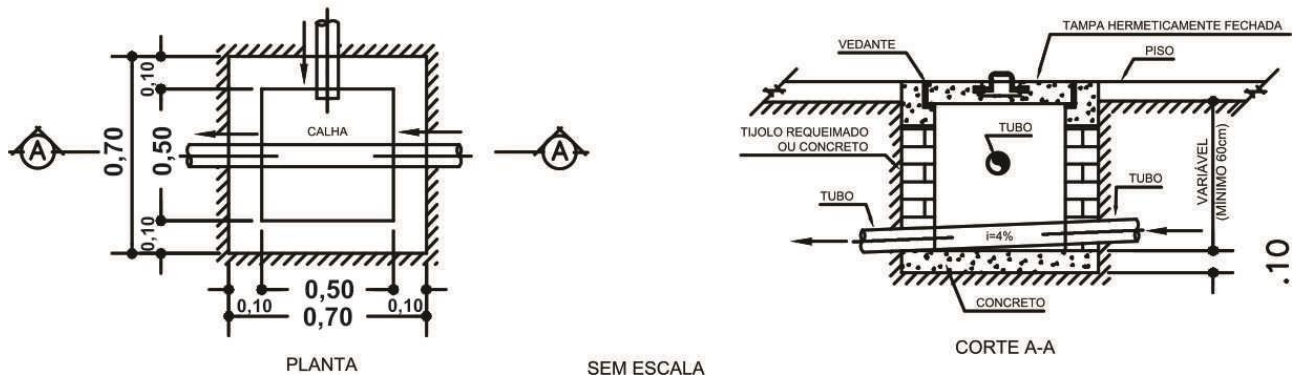 0,10
0,50
0,10
0,70
A
CALHA
A
0,10
0,50
0,10
0,70
PLANTA
SEM ESCALA
TAMPA HERMETICAMENTE FECHADA
VEDANTE
PISO
TIJOLO REQUEIMADO
OU CONCRETO
TUBO
TUBO
TUBO
i=4%
VARIÁVEL
(MÍNIMO 60cm)
.10
CONCRETO
CORTE A-A